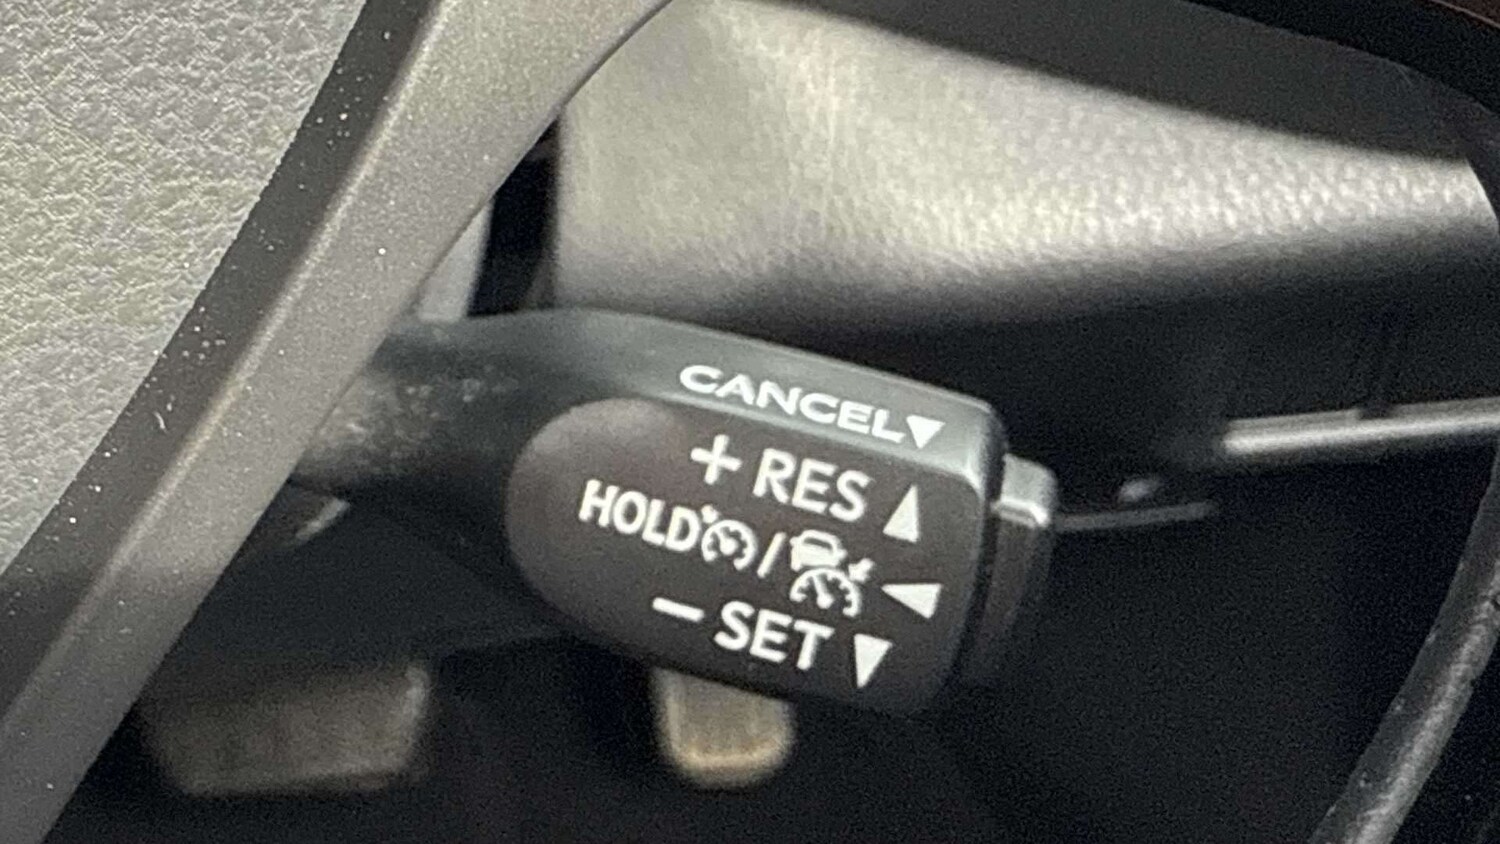 CANCEL▼
+ RES ▲
HOLD / ◀
− SET ▼